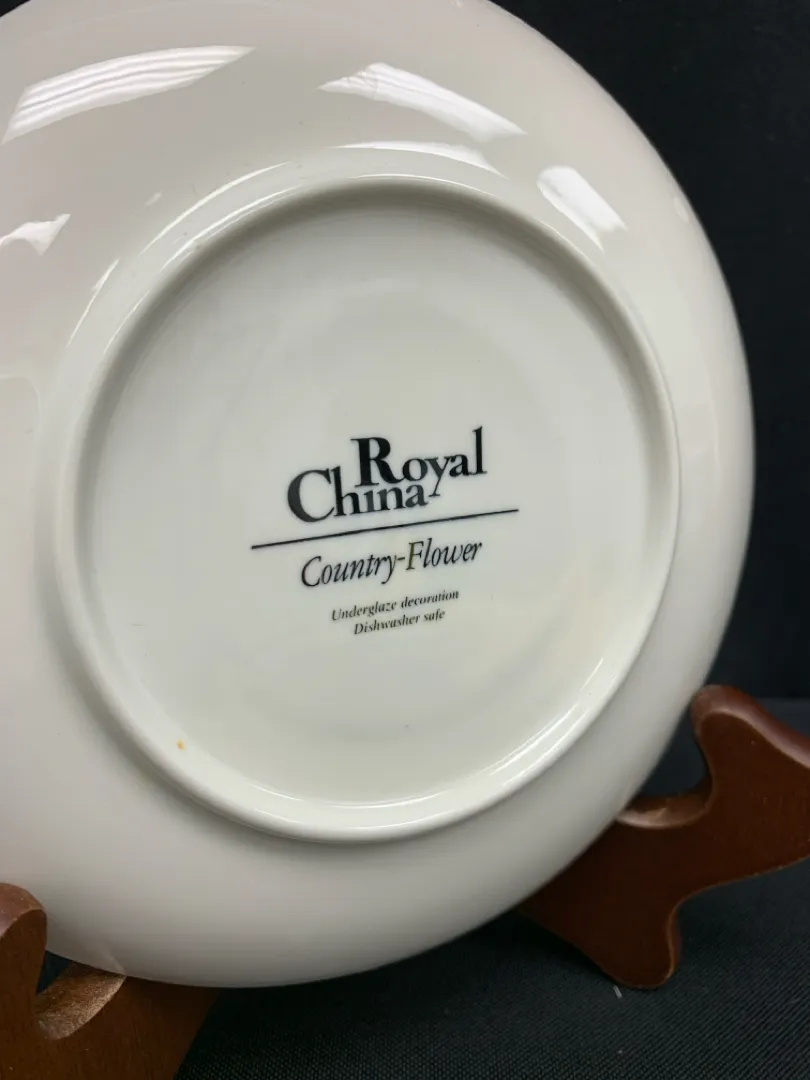 Royal
China
Country-Flower
Underglaze decoration
Dishwasher safe